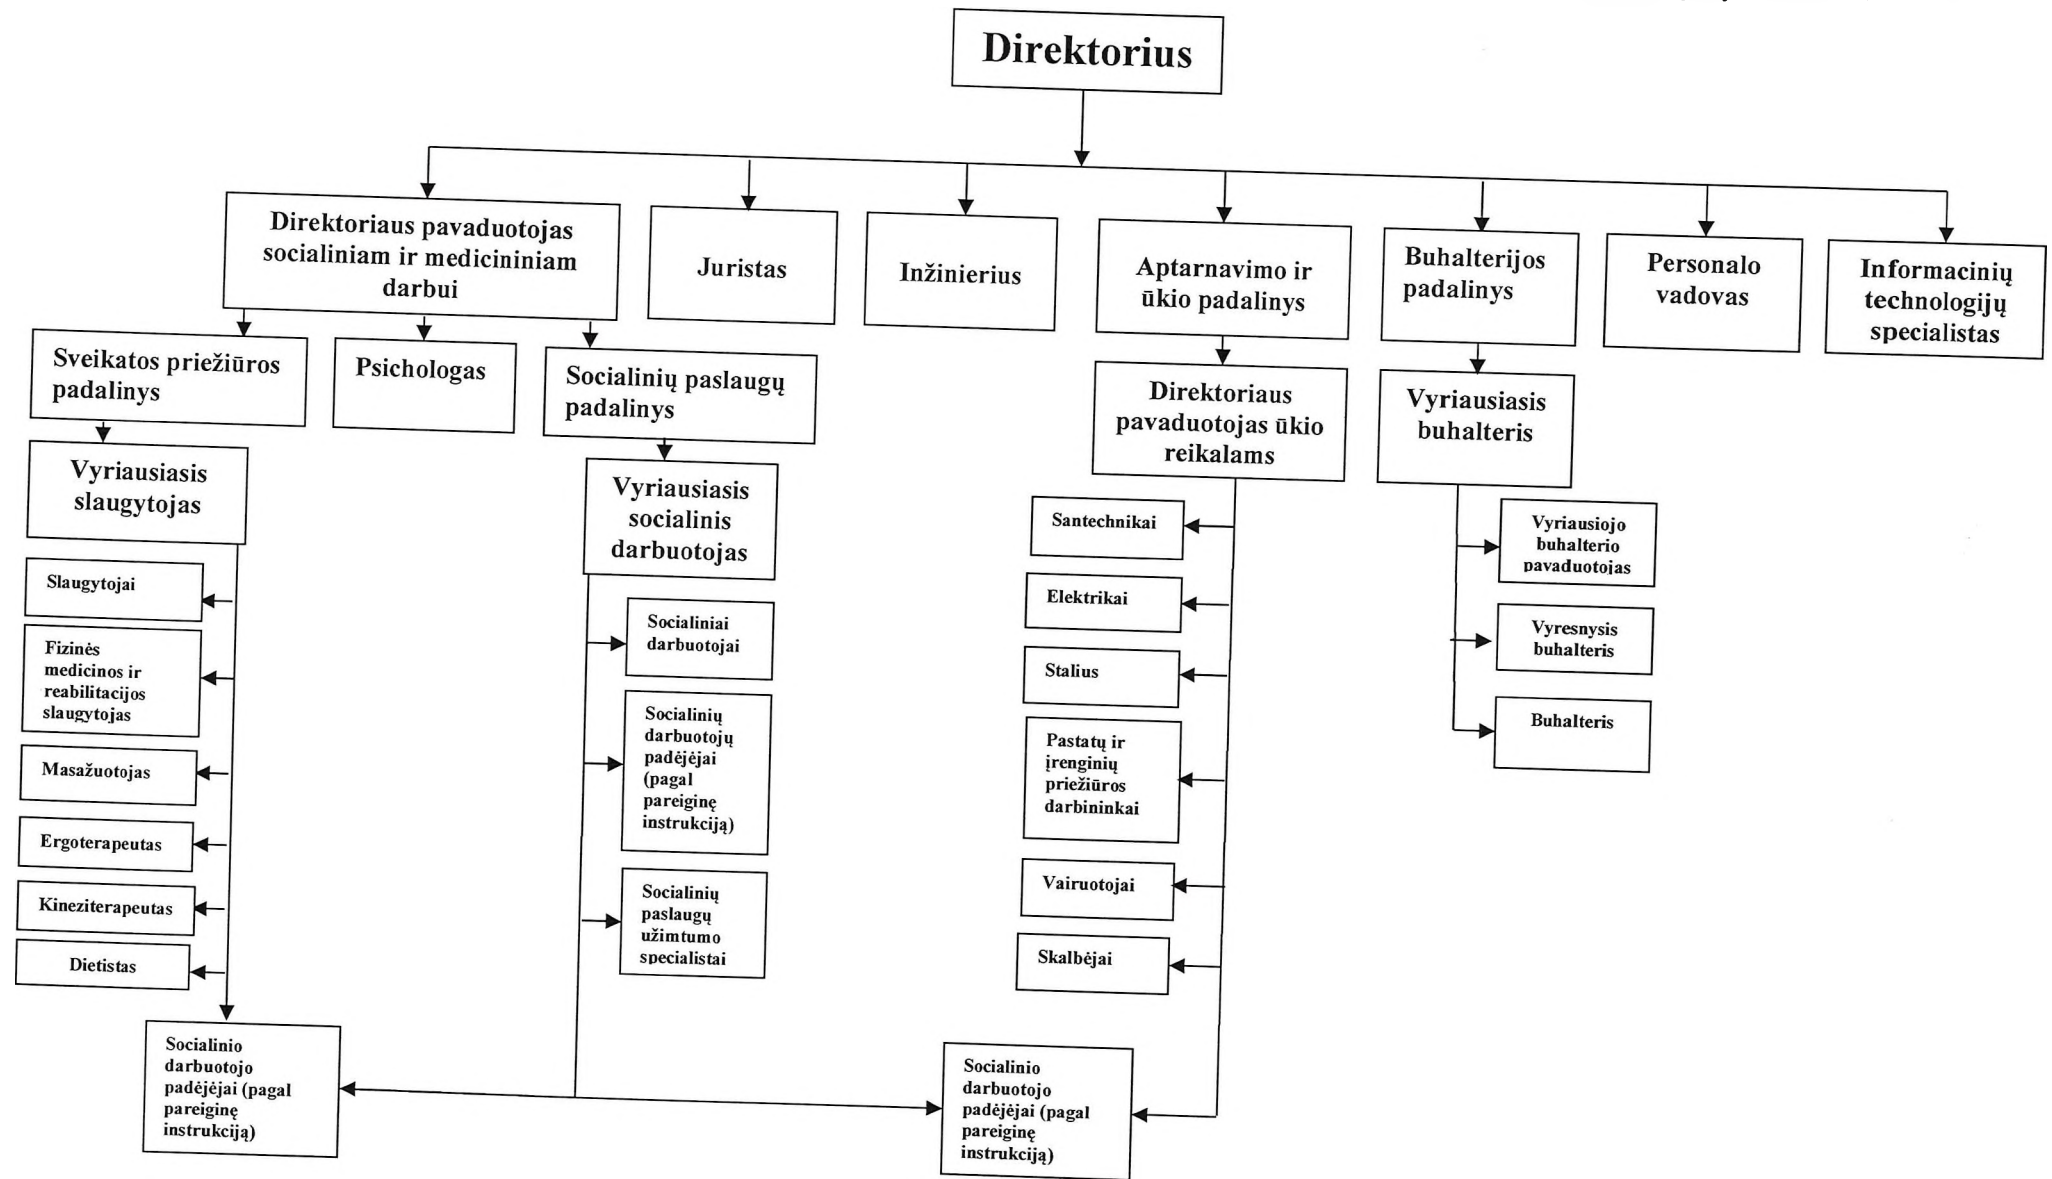 Direktorius
Direktoriaus pavaduotojas
socialiniam ir medicininiam
darbui
Juristas
Inžinierius
Aptarnavimo ir
ūkio padalinys
Buhalterijos
padalinys
Personalo
vadovas
Informacinių
technologijų
specialistas
Sveikatos priežiūros
padalinys
Psichologas
Socialinių paslaugų
padalinys
Direktoriaus
pavaduotojas ūkio
reikalams
Vyriausiasis
buhalteris
Vyriausiasis
slaugytojas
Vyriausiasis
socialinis
darbuotojas
Slaugytojai
Fizinės
medicinos ir
reabilitacijos
slaugytojas
Masažuotojas
Ergoterapeutas
Kineziterapeutas
Dietistas
Socialiniai
darbuotojai
Socialinių
darbuotojų
padėjėjai
(pagal
pareiginę
instrukciją)
Socialinių
paslaugų
užimtumo
specialistai
Santechnikai
Elektrikai
Stalius
Pastatų ir
įrenginių
priežiūros
darbininkai
Vairuotojai
Skalbėjai
Vyriausiojo
buhalterio
pavaduotojas
Vyresnysis
buhalteris
Buhalteris
Socialinio
darbuotojo
padėjėjai (pagal
pareiginę
instrukciją)
Socialinio
darbuotojo
padėjėjai (pagal
pareiginę
instrukciją)